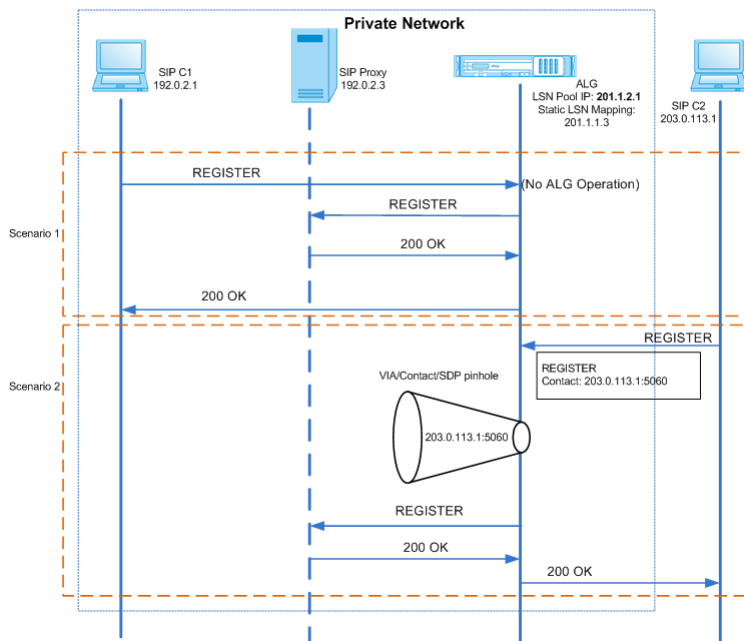 Private Network
SIP C1
192.0.2.1
SIP Proxy
192.0.2.3
ALG
LSN Pool IP: 201.1.2.1
Static LSN Mapping:
201.1.1.3
SIP C2
203.0.113.1
Scenario 1
REGISTER
(No ALG Operation)
REGISTER
200 OK
200 OK
Scenario 2
REGISTER
REGISTER
Contact: 203.0.113.1:5060
VIA/Contact/SDP pinhole
203.0.113.1:5060
REGISTER
200 OK
200 OK